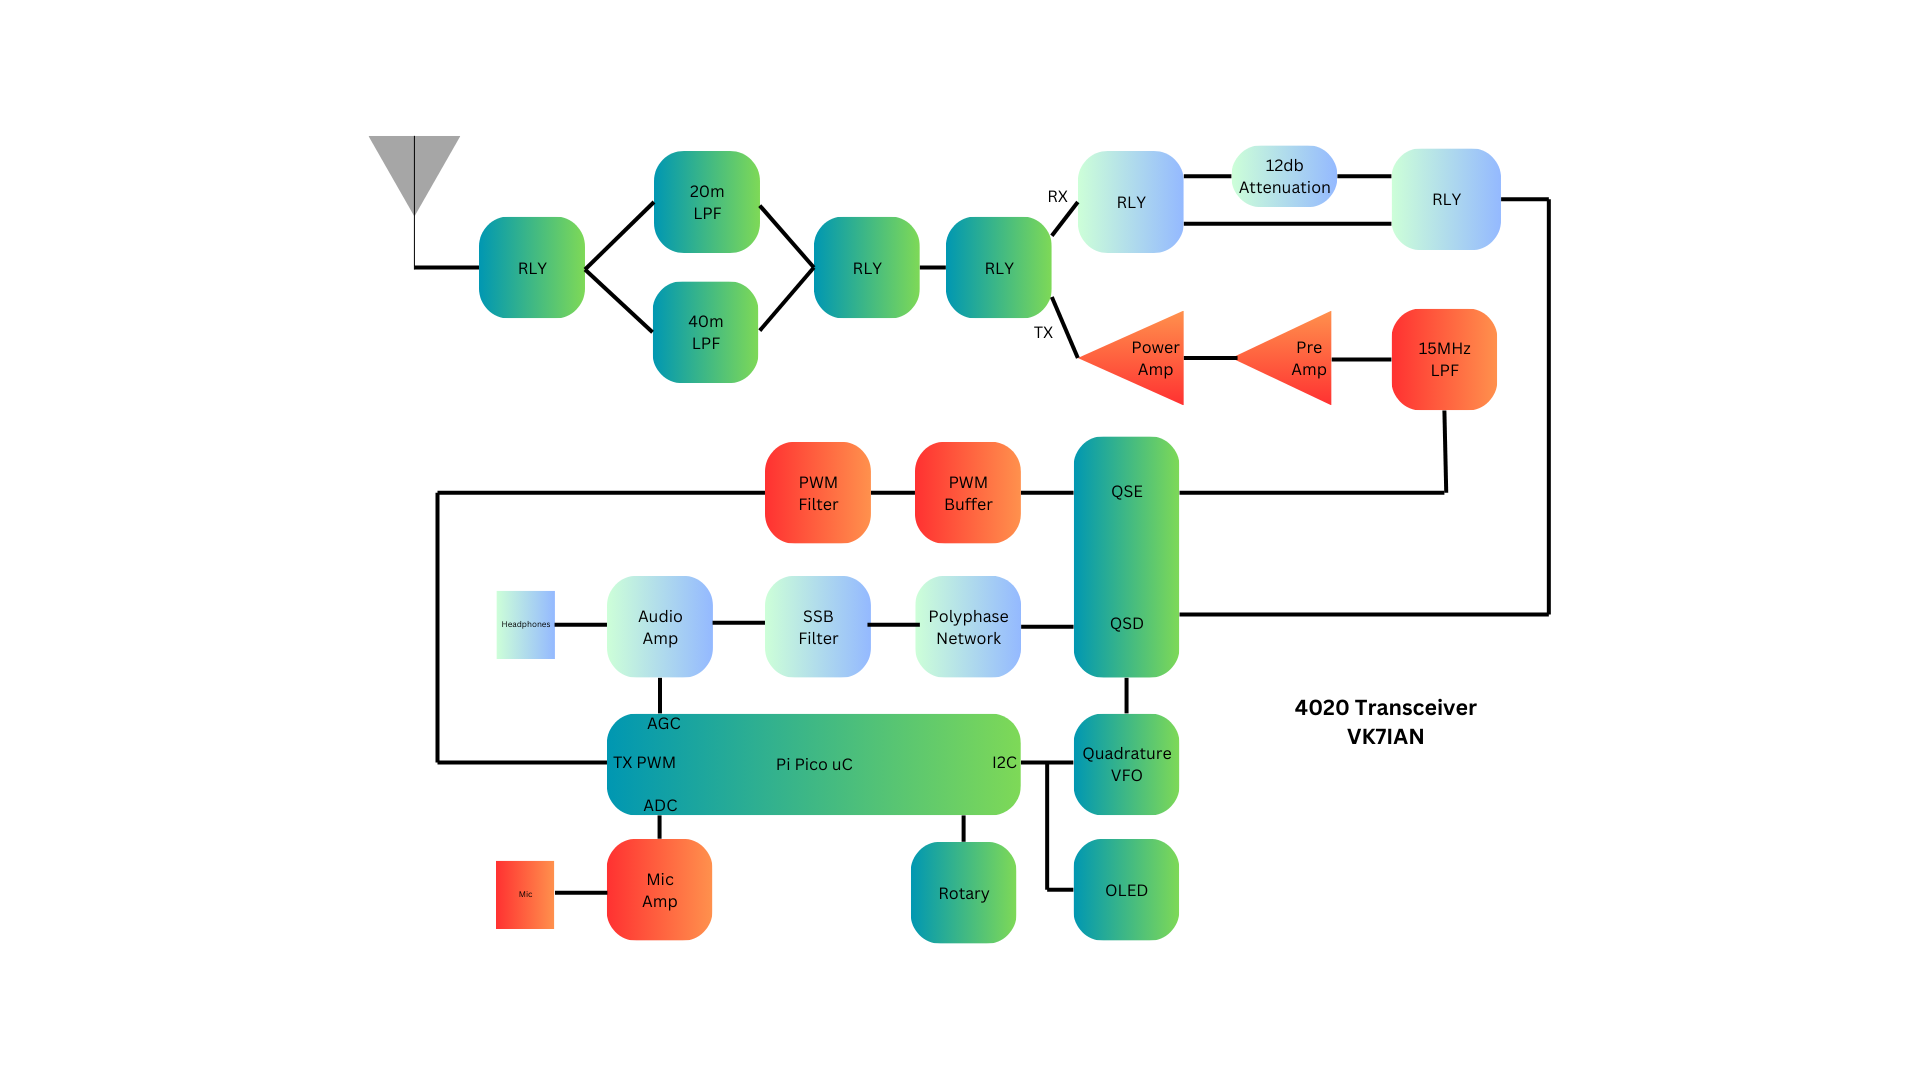 20m
LPF
12db
Attenuation
RX
RLY
RLY
RLY
RLY
RLY
40m
LPF
TX
Power
Amp
Pre
Amp
15MHz
LPF
PWM
Filter
PWM
Buffer
QSE
Headphones
Audio
Amp
SSB
Filter
Polyphase
Network
QSD
4020 Transceiver
VK7IAN
AGC
TX PWM
Pi Pico uC
I2C
ADC
Quadrature
VFO
Mic
Mic
Amp
Rotary
OLED